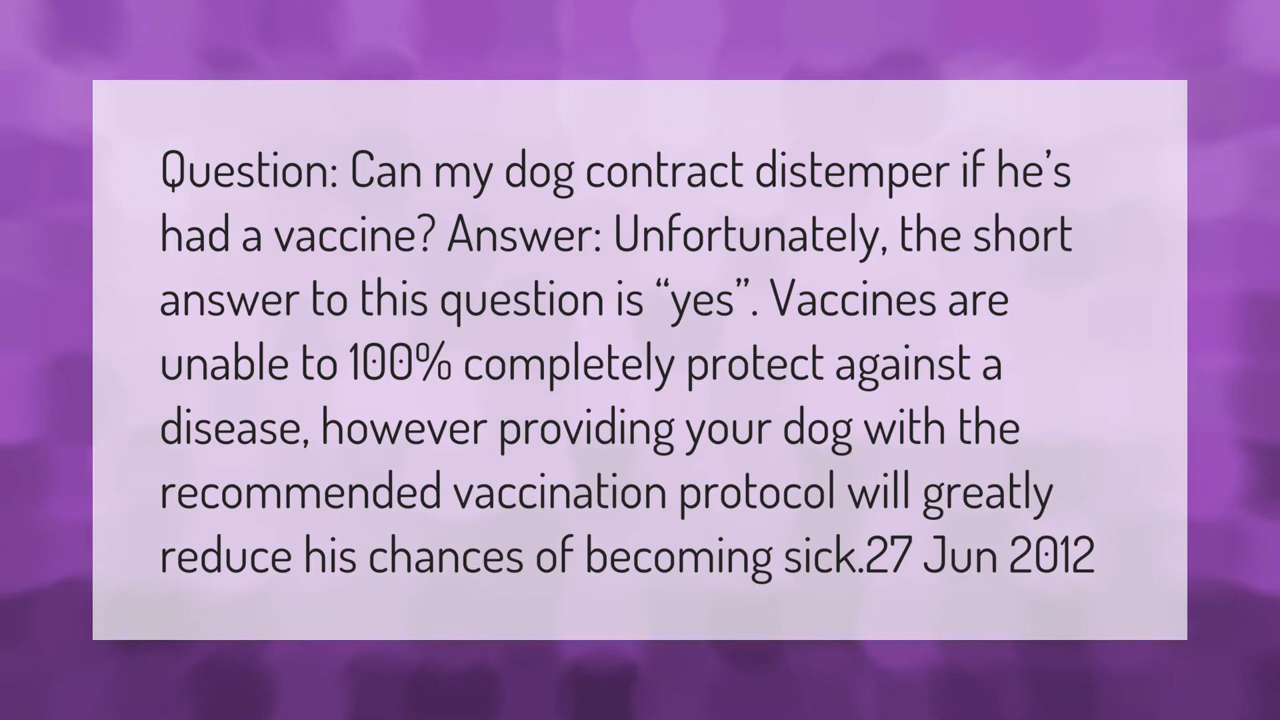 Question: Can my dog contract distemper if he’s
had a vaccine? Answer: Unfortunately, the short
answer to this question is “yes”. Vaccines are
unable to 100% completely protect against a
disease, however providing your dog with the
recommended vaccination protocol will greatly
reduce his chances of becoming sick.27 Jun 2012